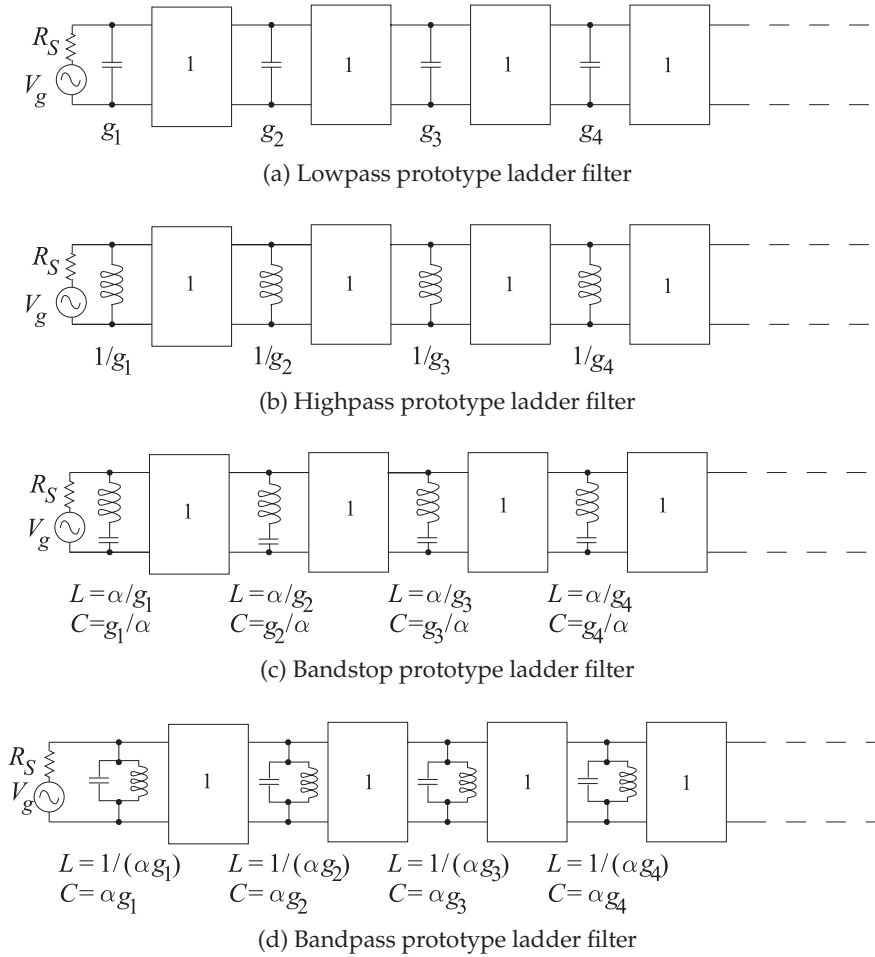 R_S
V_g
1 1 1 1
g_1 g_2 g_3 g_4
(a) Lowpass prototype ladder filter
R_S
V_g
1 1 1 1
1/g_1 1/g_2 1/g_3 1/g_4
(b) Highpass prototype ladder filter
R_S
V_g
1 1 1 1
L=α/g_1 L=α/g_2 L=α/g_3 L=α/g_4
C=g_1/α C=g_2/α C=g_3/α C=g_4/α
(c) Bandstop prototype ladder filter
R_S
V_g
1 1 1 1
L=1/(αg_1) L=1/(αg_2) L=1/(αg_3) L=1/(αg_4)
C=αg_1 C=αg_2 C=αg_3 C=αg_4
(d) Bandpass prototype ladder filter